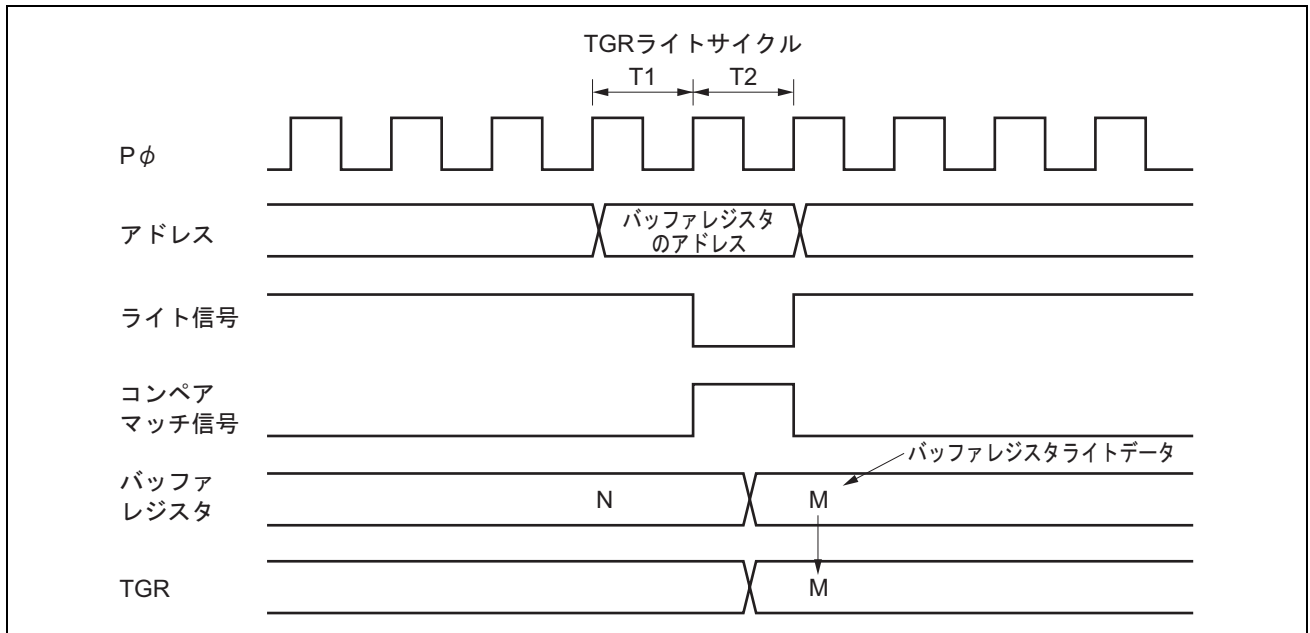 TGRライトサイクル
T1
T2
Pφ
アドレス
バッファレジスタ
のアドレス
ライト信号
コンペア
マッチ信号
バッファレジスタライトデータ
バッファ
レジスタ
N
M
TGR
M